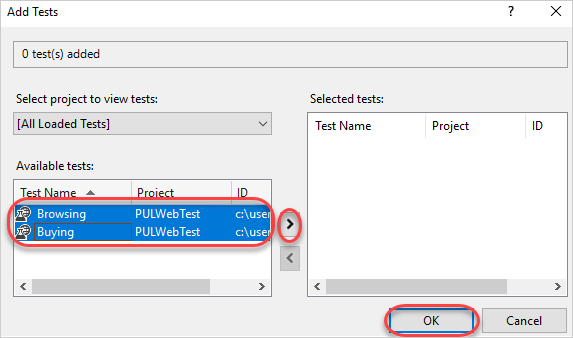 Add Tests ?
0 test(s) added
Select project to view tests:
[All Loaded Tests]
Available tests:
Test Name Project ID
Browsing PULWebTest c:\user
Buying PULWebTest c:\user
Selected tests:
Test Name Project ID
OK Cancel